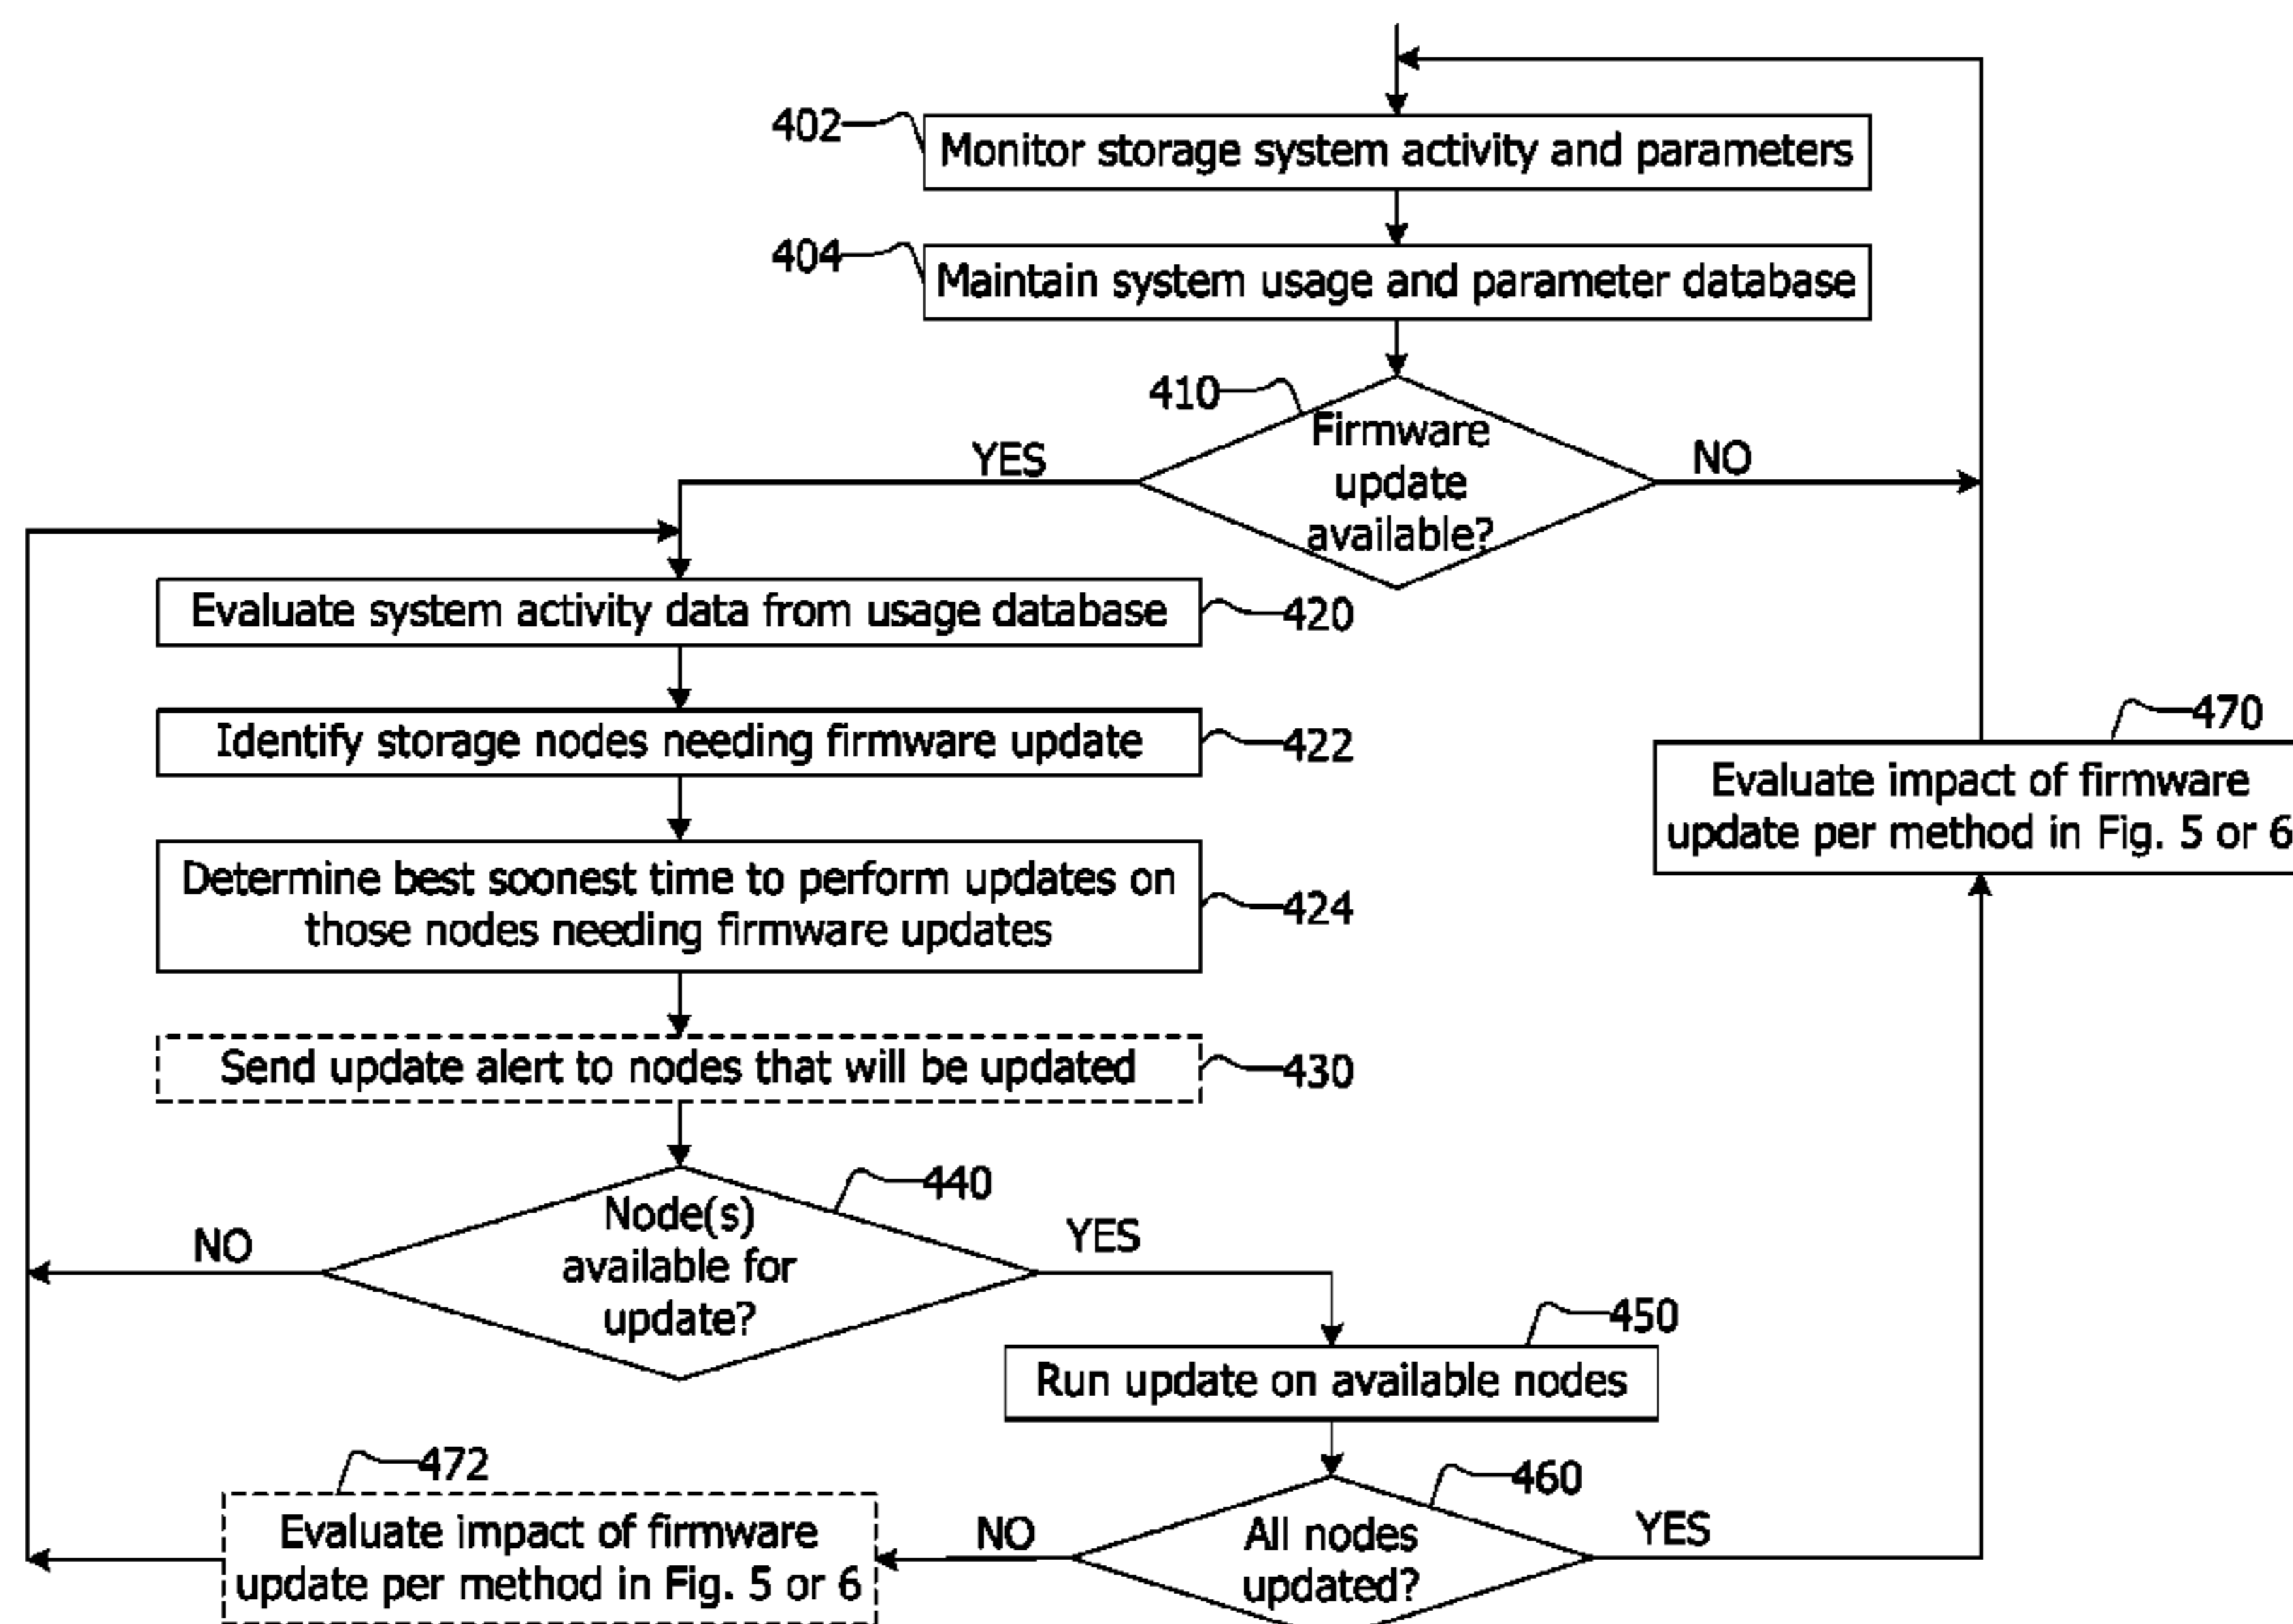 402
Monitor storage system activity and parameters
404
Maintain system usage and parameter database
410
Firmware
update
available?
YES
NO
Evaluate system activity data from usage database
420
Identify storage nodes needing firmware update
422
470
Evaluate impact of firmware
update per method in Fig. 5 or 6
Determine best soonest time to perform updates on
those nodes needing firmware updates
424
Send update alert to nodes that will be updated
430
440
Node(s)
available for
update?
NO
YES
450
Run update on available nodes
472
Evaluate impact of firmware
update per method in Fig. 5 or 6
460
All nodes
updated?
NO
YES